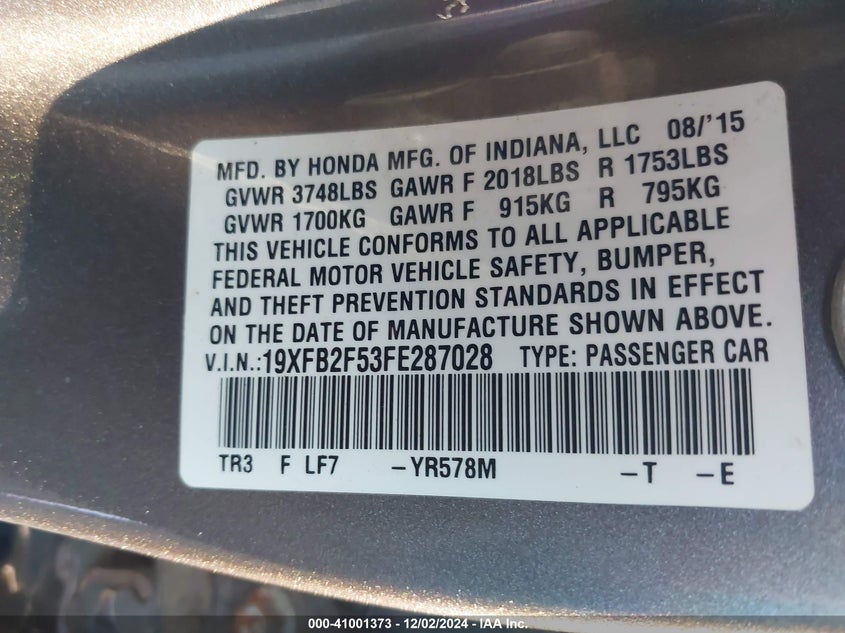 MFD. BY HONDA MFG. OF INDIANA, LLC 08/'15
GVWR 3748LBS GAWR F 2018LBS R 1753LBS
GVWR 1700KG GAWR F 915KG R 795KG
THIS VEHICLE CONFORMS TO ALL APPLICABLE
FEDERAL MOTOR VEHICLE SAFETY, BUMPER,
AND THEFT PREVENTION STANDARDS IN EFFECT
ON THE DATE OF MANUFACTURE SHOWN ABOVE.
V.I.N.:19XFB2F53FE287028 TYPE: PASSENGER CAR
TR3 F LF7 –YR578M –T –E
000-41001373 - 12/02/2024 - IAA Inc.